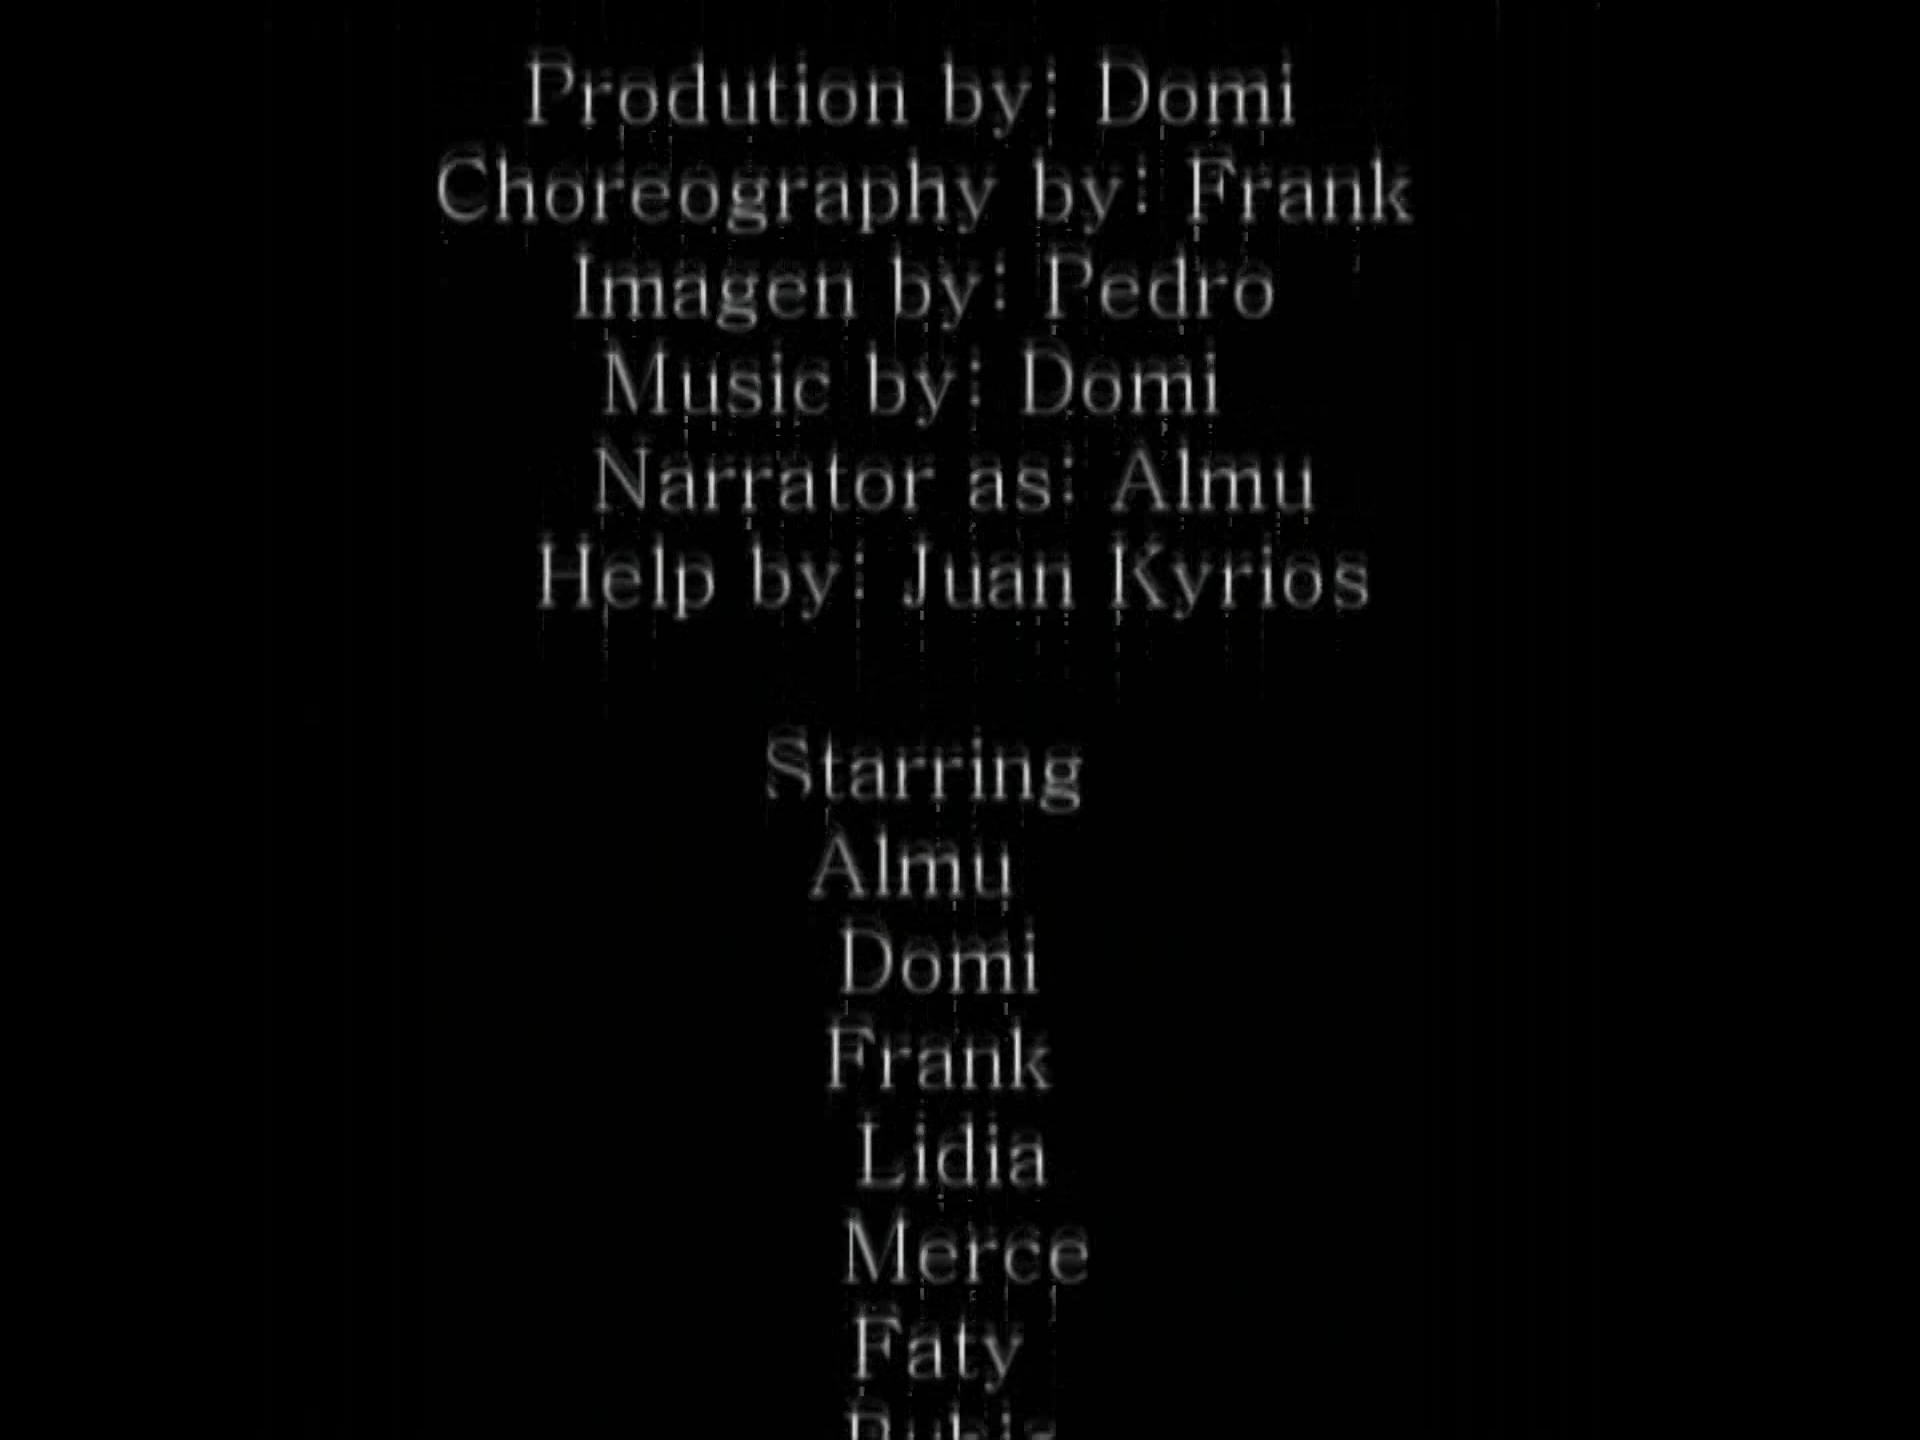 Prodution by: Domi
Choreography by: Frank
Imagen by: Pedro
Music by: Domi
Narrator as: Almu
Help by: Juan Kyrios
Starring
Almu
Domi
Frank
Lidia
Merce
Faty